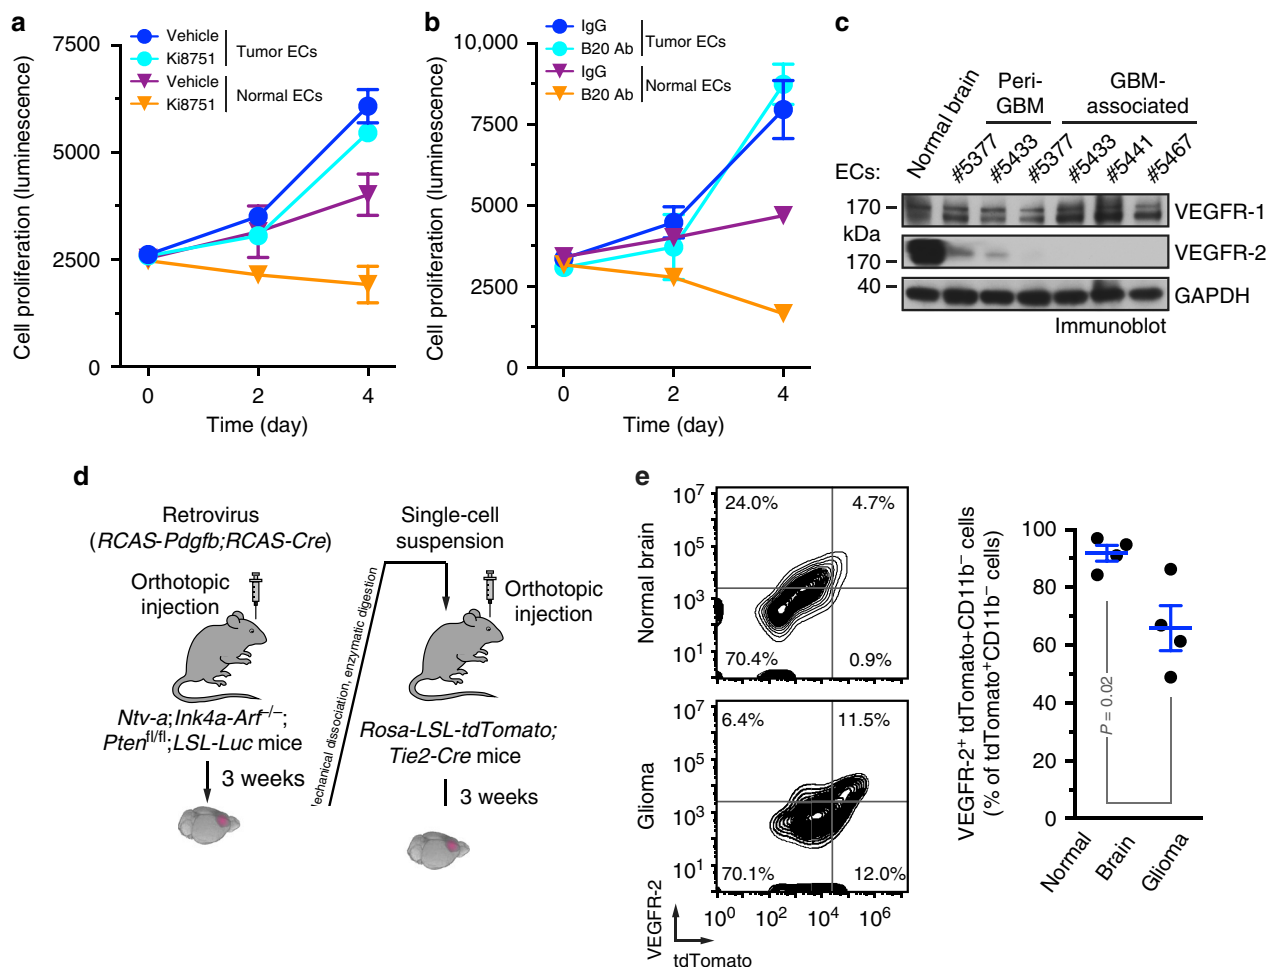 a
7500
5000
2500
0
Cell proliferation (luminescence)
Vehicle
Ki8751
Tumor ECs
Vehicle
Ki8751
Normal ECs
0
2
4
Time (day)
b
10,000
7500
5000
2500
0
Cell proliferation (luminescence)
IgG
B20 Ab
Tumor ECs
IgG
B20 Ab
Normal ECs
0
2
4
Time (day)
c
Normal brain
Peri-
GBM
GBM-
associated
ECs:
#5377
#5433
#5377
#5433
#5441
#5467
170
kDa
170
40
VEGFR-1
VEGFR-2
GAPDH
Immunoblot
d
Retrovirus
(RCAS-Pdgfb;RCAS-Cre)
Orthotopic
injection
Ntv-a;Ink4a-Arf–/–;
Ptenfl/fl;LSL-Luc mice
3 weeks
echanical dissociation, enzymatic digestion
Single-cell
suspension
Orthotopic
injection
Rosa-LSL-tdTomato;
Tie2-Cre mice
3 weeks
e
Normal brain
10⁷
10⁵
10³
10¹
24.0%
4.7%
70.4%
0.9%
Glioma
10⁷
10⁵
10³
10¹
6.4%
11.5%
70.1%
12.0%
10⁰
10²
10⁴
10⁶
VEGFR-2
tdTomato
VEGFR-2⁺ tdTomato+CD11b⁻ cells
(% of tdTomato⁺CD11b⁻ cells)
100
80
60
40
20
0
P = 0.02
Normal
Brain
Glioma